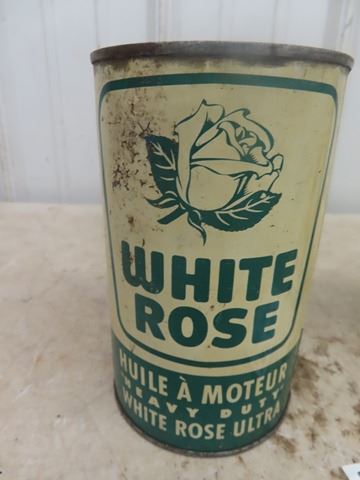 WHITE
ROSE
HUILE À MOTEUR
HEAVY DUTY
WHITE ROSE ULTRA